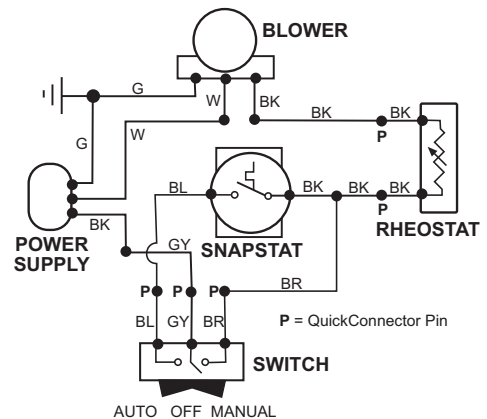 BLOWER
G
W
BK
W
BK
BK
P
G
BL
BK
BK
BK
P
RHEOSTAT
BK
SNAPSTAT
POWER
SUPPLY
GY
BR
P
P
P
BL
GY
BR
P = QuickConnector Pin
SWITCH
AUTO OFF MANUAL